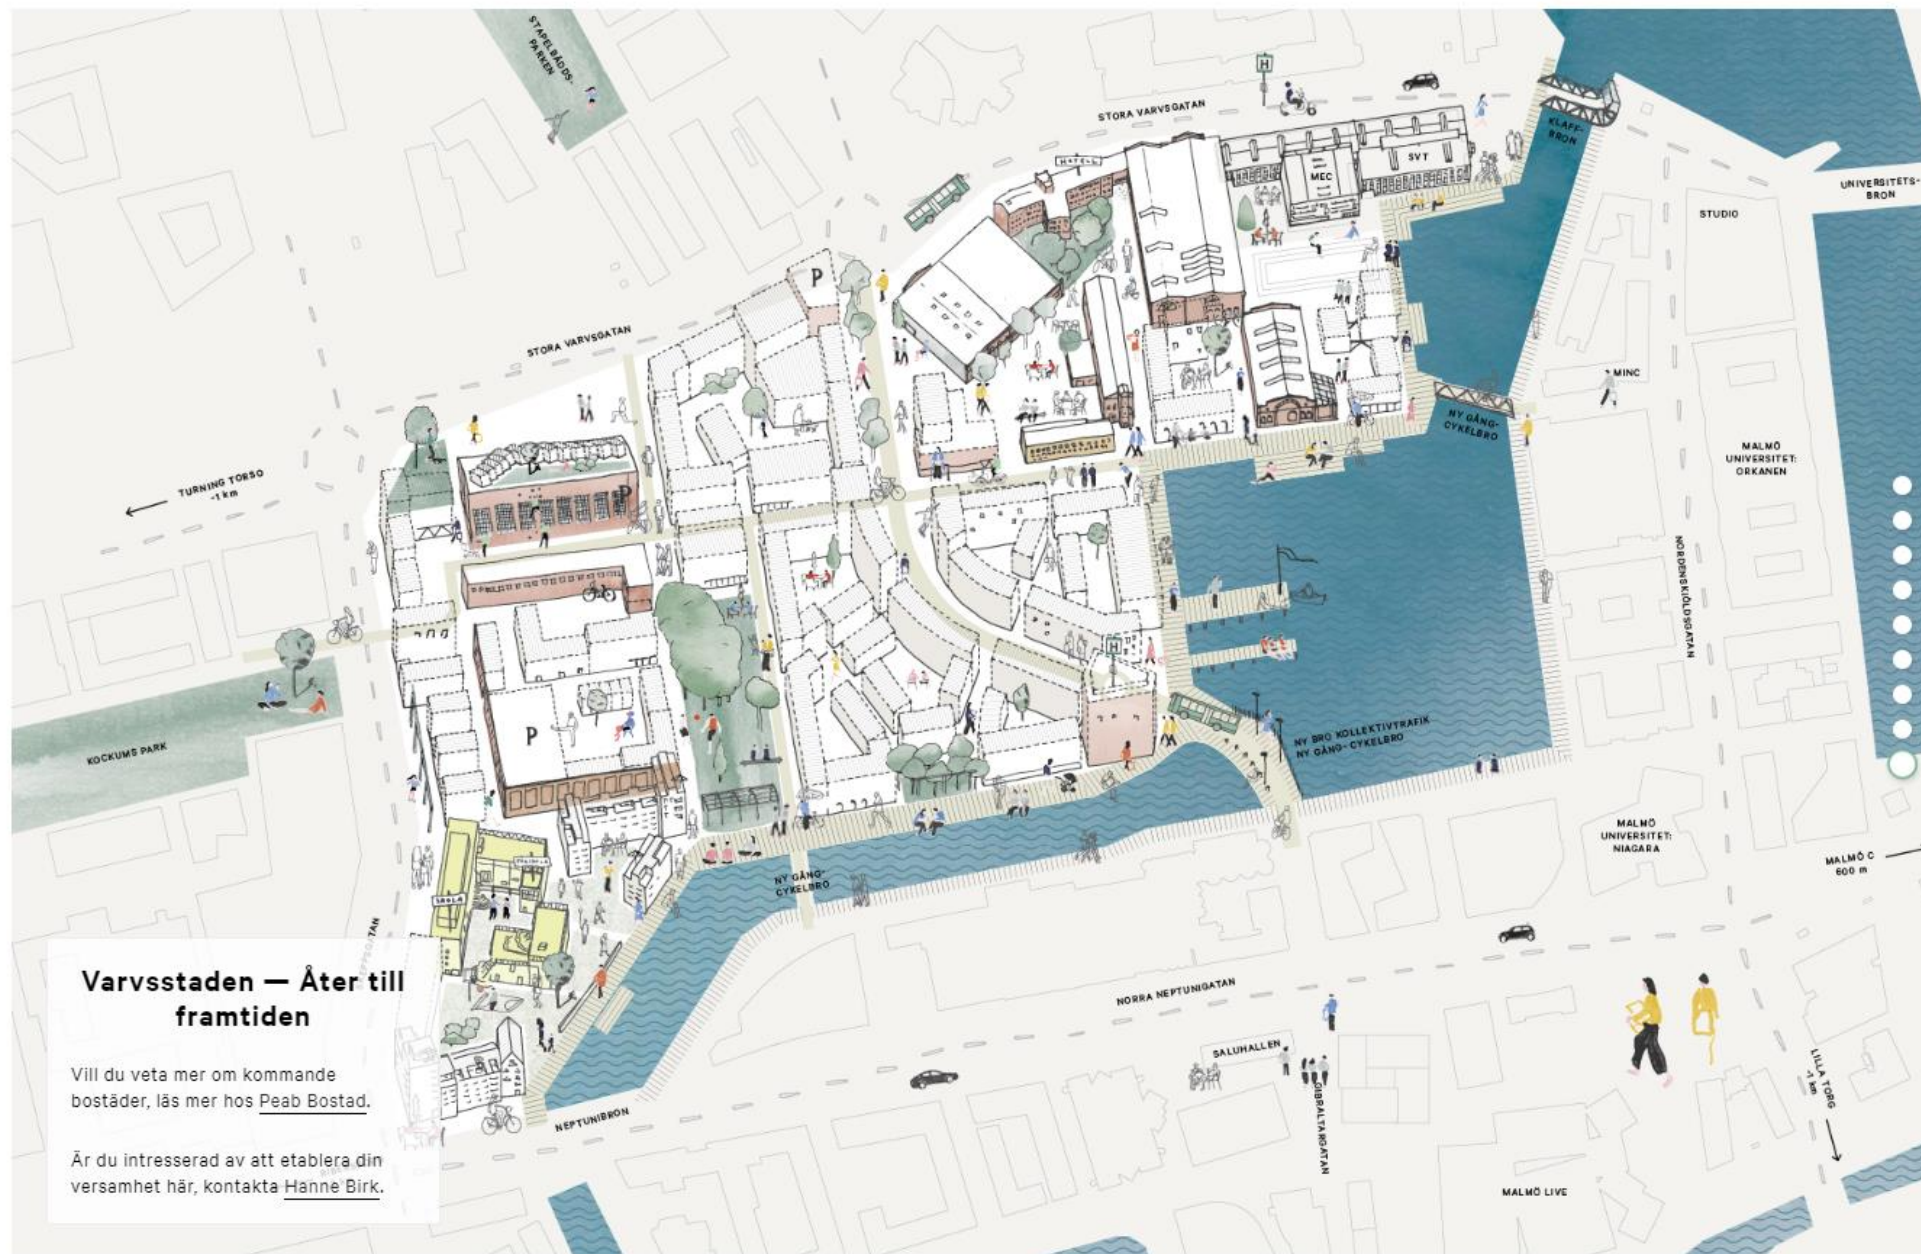 STAPELBÄDDS-
PARKEN
STORA VARVSGATAN
H
KLAFF-
BRON
HOTELL
MEC
SVT
UNIVERSITETS-
BRON
STUDIO
P
STORA VARVSGATAN
MINC
NY GÅNG-
CYKELBRO
MALMÖ
UNIVERSITET:
ORKANEN
TURNING TORSO
~1 km
P
NORDENSKIÖLDSGATAN
H
P
KOCKUMS PARK
NY BRO KOLLEKTIVTRAFIK
NY GÅNG- CYKELBRO
MALMÖ
UNIVERSITET:
NIAGARA
MALMÖ C
600 m
NY GÅNG-
CYKELBRO
SKOLA
NORRA NEPTUNIGATAN
SALUHALLEN
GIBRALTARGATAN
LILLA TORG
~1 km
NEPTUNIBRON
MALMÖ LIVE
Varvsstaden — Åter till
framtiden
Vill du veta mer om kommande
bostäder, läs mer hos Peab Bostad.
Är du intresserad av att etablera din
versamhet här, kontakta Hanne Birk.